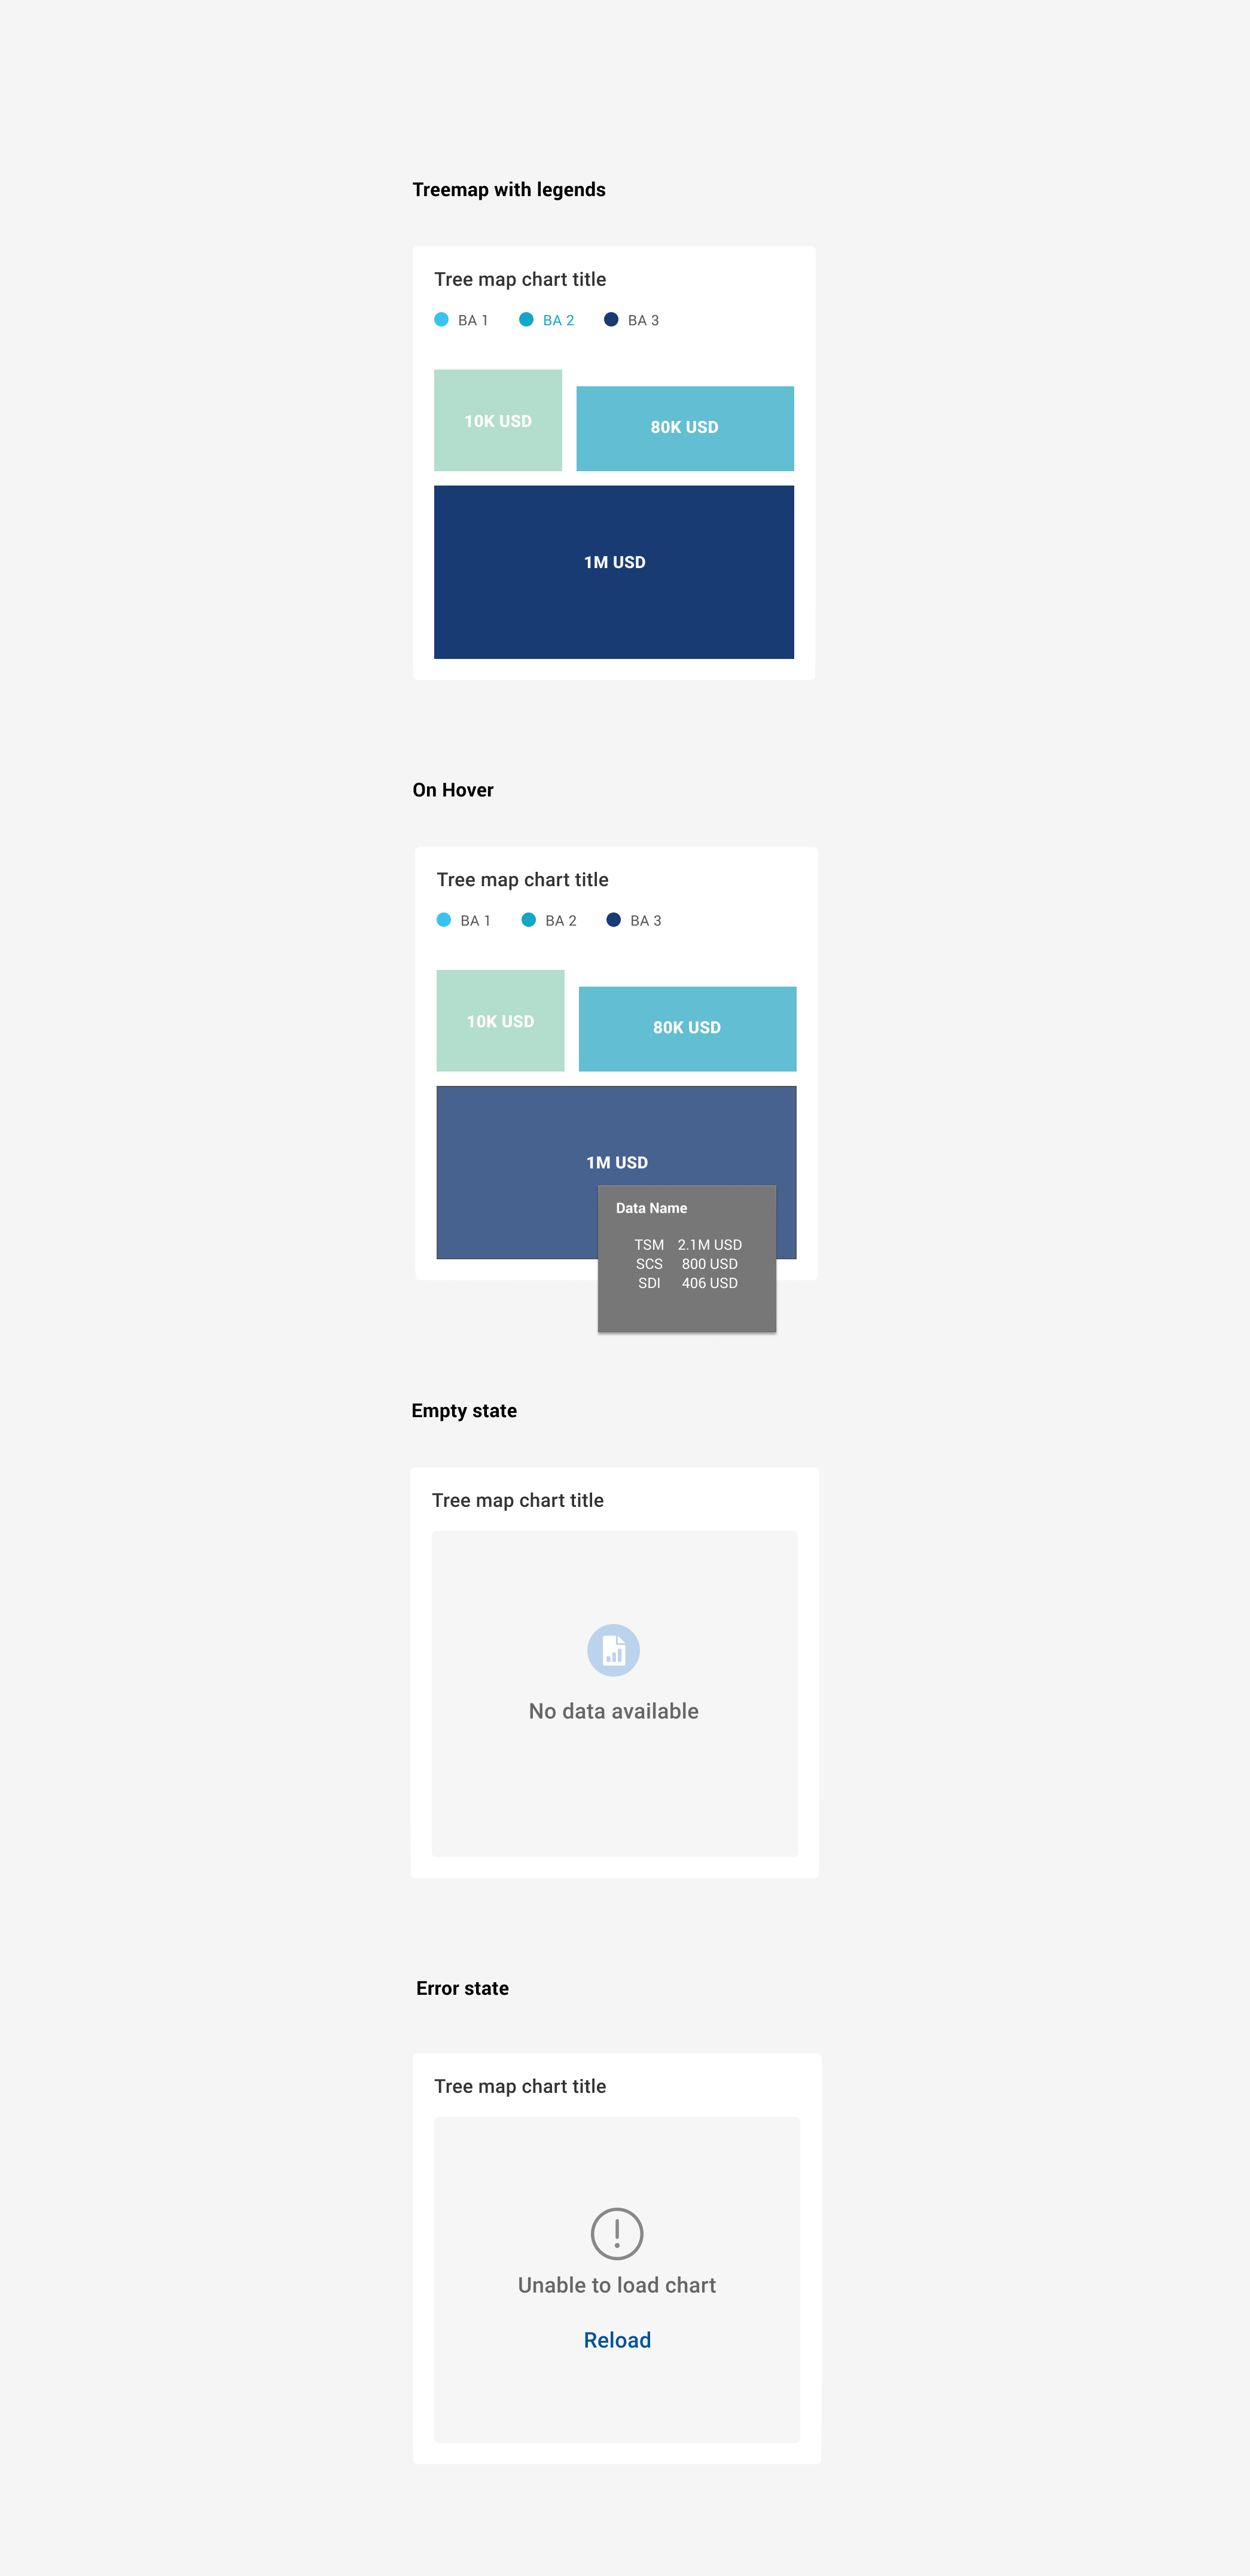 Treemap with legends
Tree map chart title
BA 1 BA 2 BA 3
10K USD 80K USD
1M USD
On Hover
Tree map chart title
BA 1 BA 2 BA 3
10K USD 80K USD
1M USD
Data Name
TSM 2.1M USD
SCS 800 USD
SDI 406 USD
Empty state
Tree map chart title
No data available
Error state
Tree map chart title
Unable to load chart
Reload